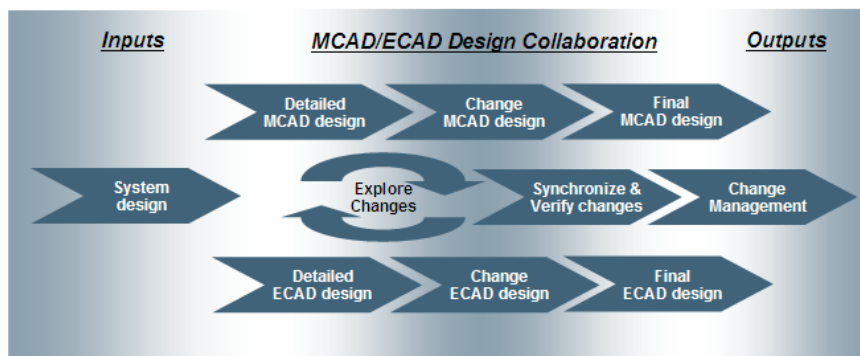 Inputs
MCAD/ECAD Design Collaboration
Outputs
Detailed
MCAD design
Change
MCAD design
Final
MCAD design
System
design
Explore
Changes
Synchronize &
Verify changes
Change
Management
Detailed
ECAD design
Change
ECAD design
Final
ECAD design